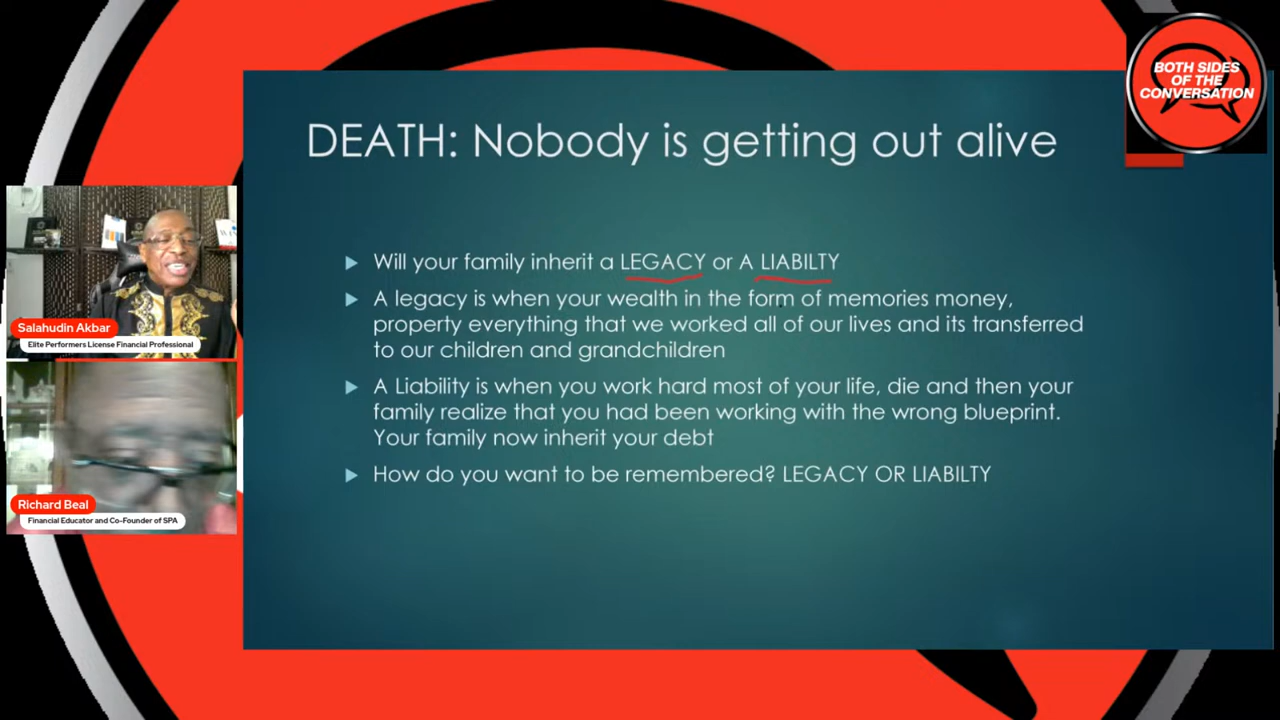 BOTH SIDES
OF THE
CONVERSATION
DEATH: Nobody is getting out alive
Will your family inherit a LEGACY or A LIABILTY
A legacy is when your wealth in the form of memories money,
property everything that we worked all of our lives and its transferred
to our children and grandchildren
A Liability is when you work hard most of your life, die and then your
family realize that you had been working with the wrong blueprint.
Your family now inherit your debt
How do you want to be remembered? LEGACY OR LIABILTY
Salahudin Akbar
Elite Performers License Financial Professional
Richard Beal
Financial Educator and Co-Founder of SPA